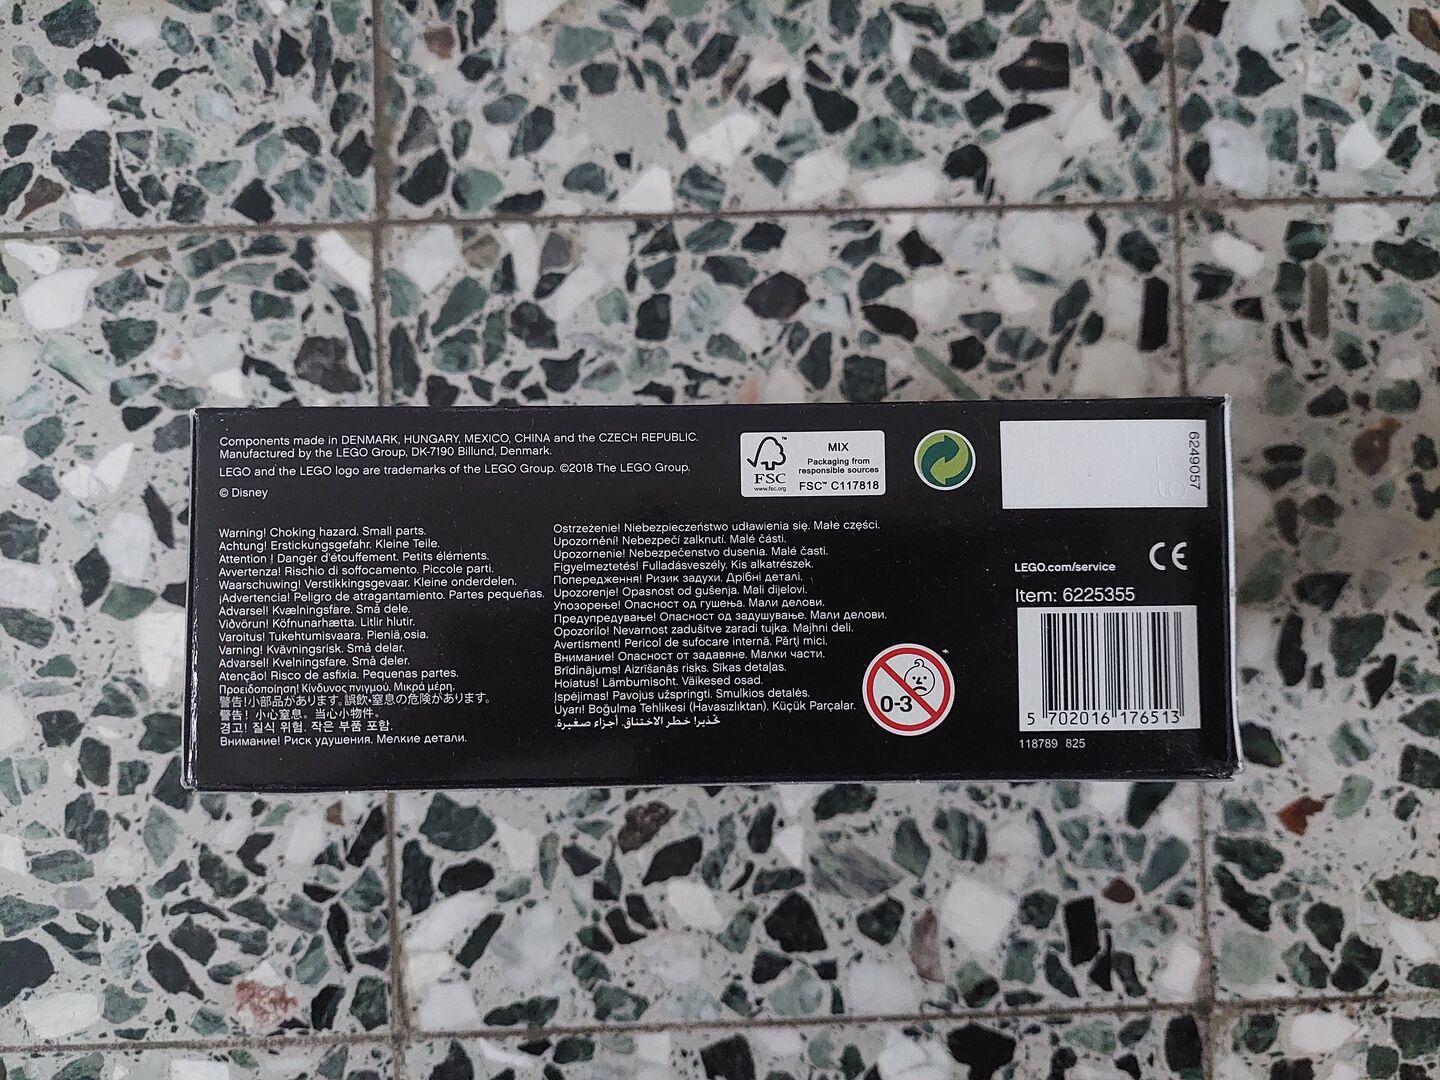 Components made in DENMARK, HUNGARY, MEXICO, CHINA and the CZECH REPUBLIC.
Manufactured by the LEGO Group, DK-7190 Billund, Denmark.
LEGO and the LEGO logo are trademarks of the LEGO Group. ©2018 The LEGO Group.
© Disney
Warning! Choking hazard. Small parts.
Achtung! Erstickungsgefahr. Kleine Teile.
Attention ! Danger d'étouffement. Petits éléments.
Avvertenza! Rischio di soffocamento. Piccole parti.
Waarschuwing! Verstikkingsgevaar. Kleine onderdelen.
¡Advertencia! Peligro de atragantamiento. Partes pequeñas.
Advarsel! Kvælningsfare. Små dele.
Viðvörun! Köfnunarhætta. Litlir hlutir.
Varoitus! Tukehtumisvaara. Pieniä osia.
Varning! Kvävningsrisk. Små delar.
Advarsel! Kvelningsfare. Små deler.
Atenção! Risco de asfixia. Pequenas partes.
Προειδοποίηση! Κίνδυνος πνιγμού. Μικρά μέρη.
警告!小部品があります。誤飲・窒息の危険があります。
警告! 小心窒息。当心小物件。
경고! 질식 위험. 작은 부품 포함.
Внимание! Риск удушения. Мелкие детали.
Ostrzeżenie! Niebezpieczeństwo udławienia się. Małe części.
Upozornění! Nebezpečí zalknutí. Malé části.
Upozornenie! Nebezpečenstvo dusenia. Malé časti.
Figyelmeztetés! Fulladásveszély. Kis alkatrészek.
Попередження! Ризик задухи. Дрібні деталі.
Upozorenje! Opasnost od gušenja. Mali dijelovi.
Упозорење! Опасност од гушења. Мали делови.
Предупредување! Опасност од задушување. Мали делови.
Opozorilo! Nevarnost zadušitve zaradi tujka. Majhni deli.
Avertisment! Pericol de sufocare internă. Părţi mici.
Внимание! Опасност от задавяне. Малки части.
Brīdinājums! Aizrīšanās risks. Sīkas detaļas.
Hoiatus! Lämbumisoht. Väikesed osad.
Įspėjimas! Pavojus užspringti. Smulkios detalės.
Uyarı! Boğulma Tehlikesi (Havasızlıktan). Küçük Parçalar.
تحذير! خطر الاختناق. أجزاء صغيرة.
FSC
www.fsc.org
MIX
Packaging from
responsible sources
FSC™ C117818
0-3
6249057
LEGO.com/service
CE
Item: 6225355
5 702016 176513
118789 825